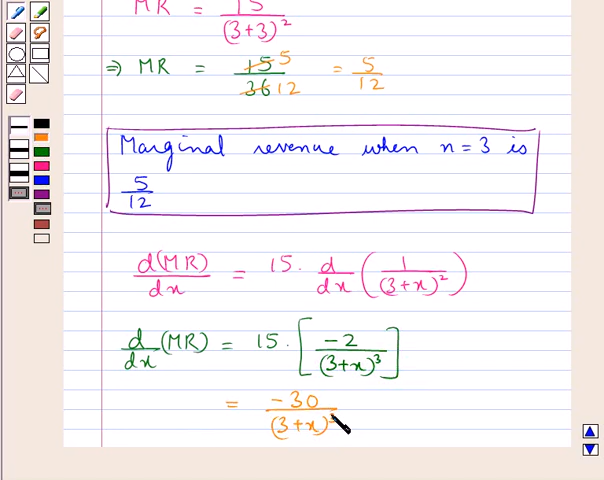 MR = 15 / (3+3)²
⇒ MR = 15 5 / 36 12 = 5/12
Marginal revenue when x = 3 is
5/12
d(MR)/dx = 15. d/dx (1/(3+x)²)
d/dx (MR) = 15. [-2/(3+x)³]
= -30/(3+x)